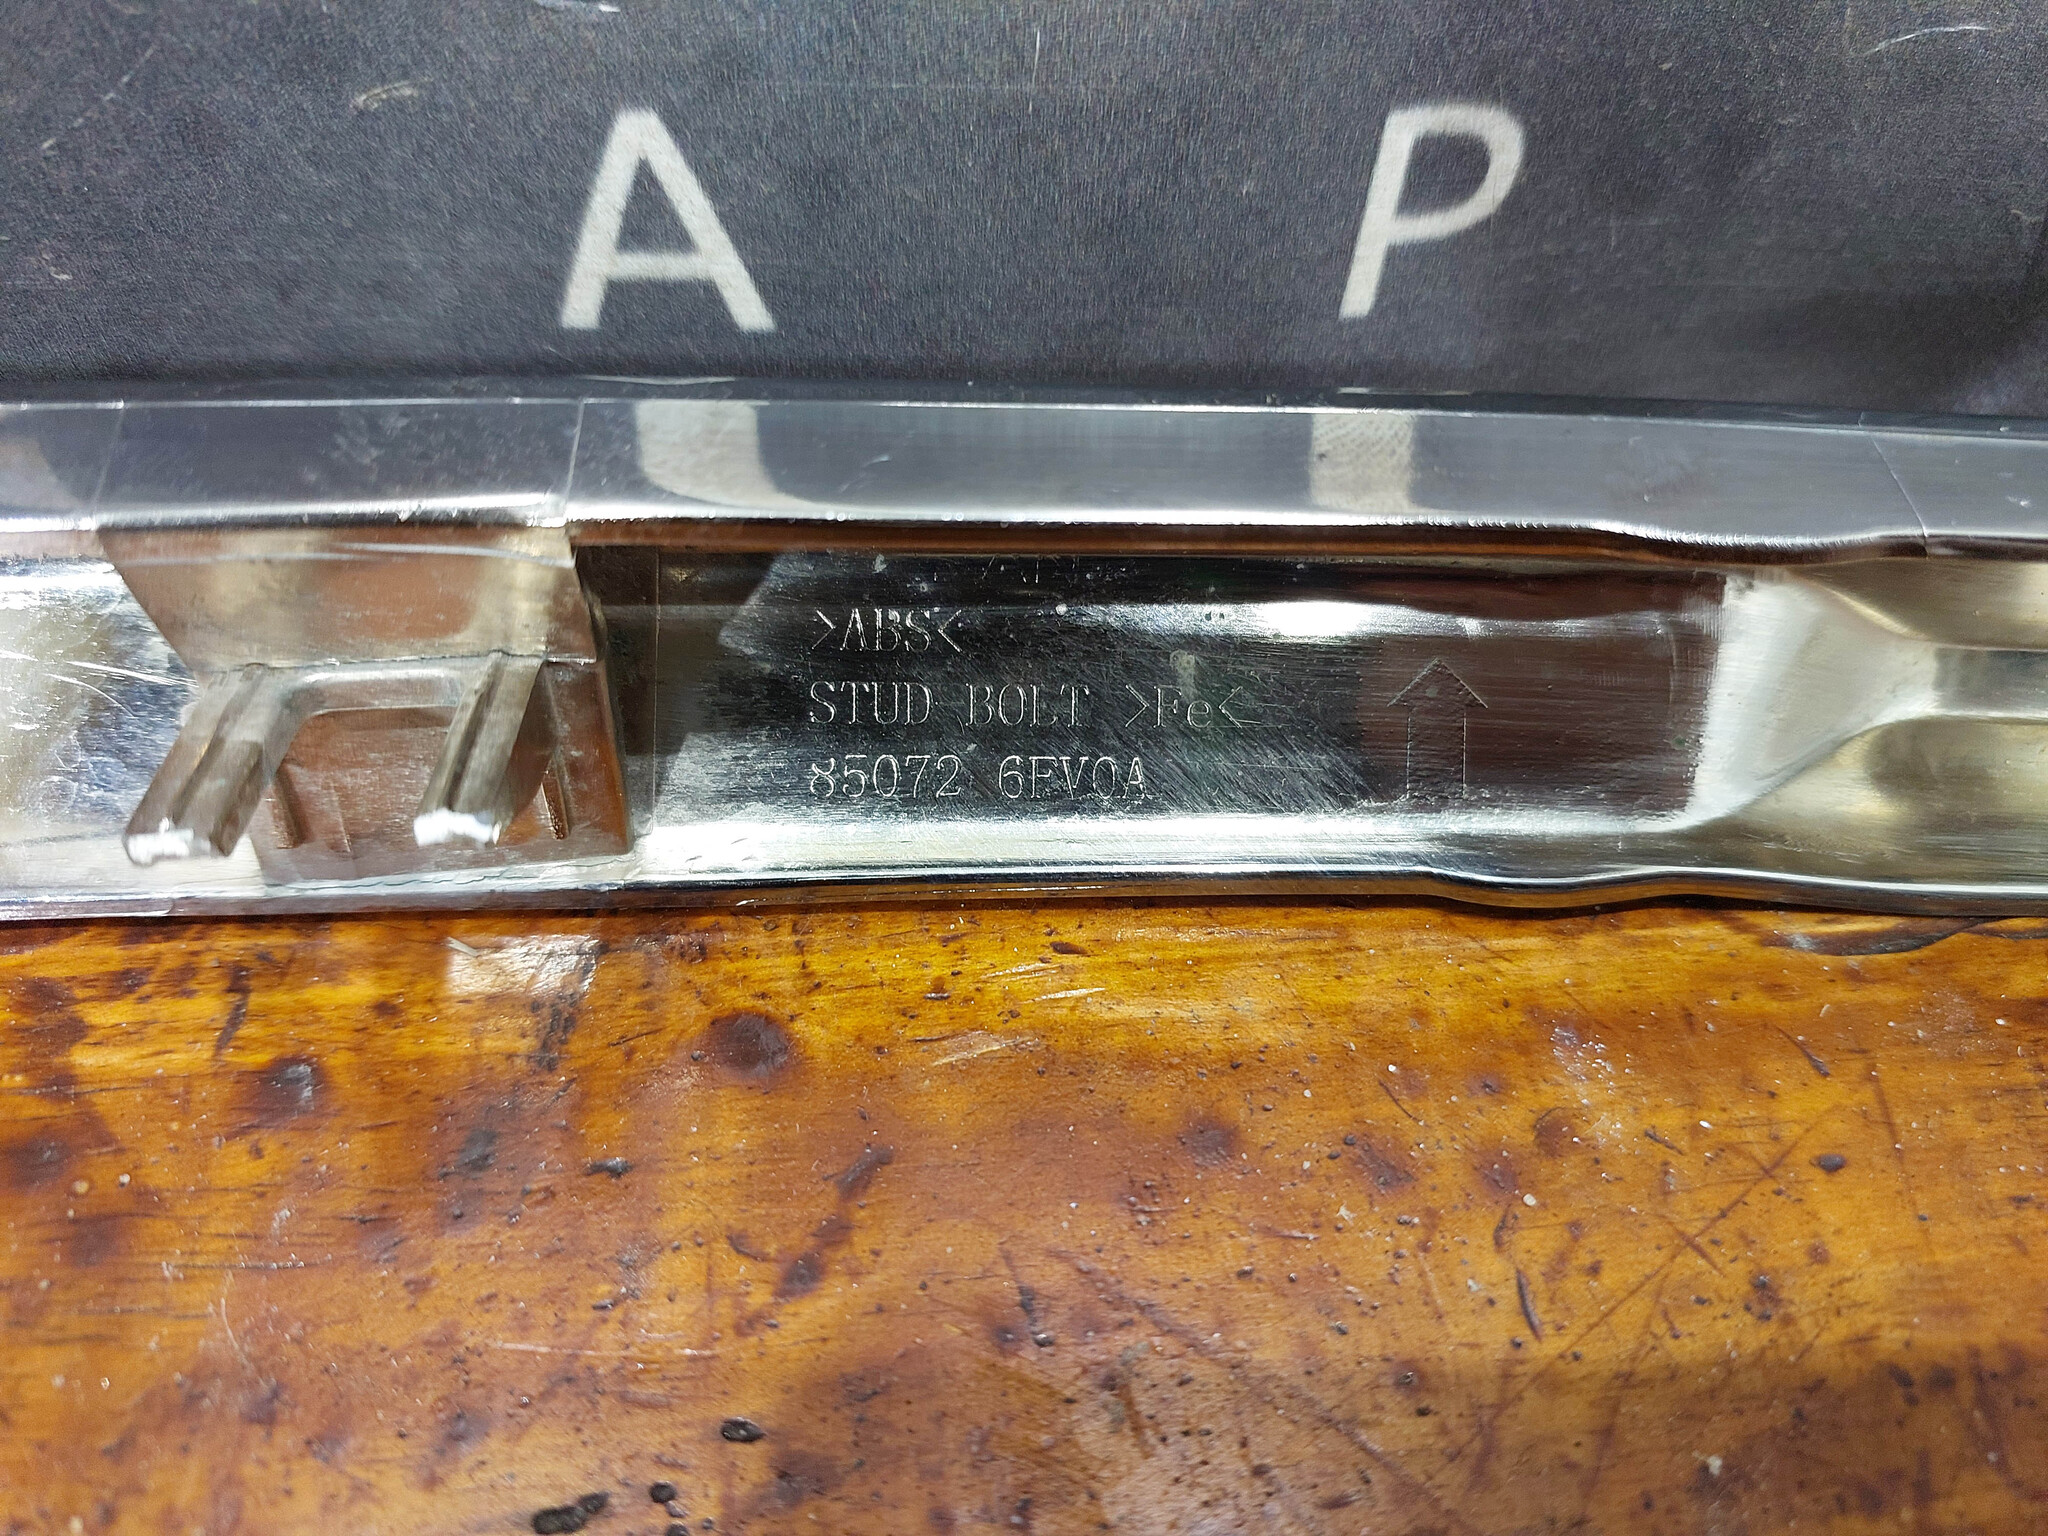 A P
>ABS<
STUD BOLT >Fe<
85072 6FV0A